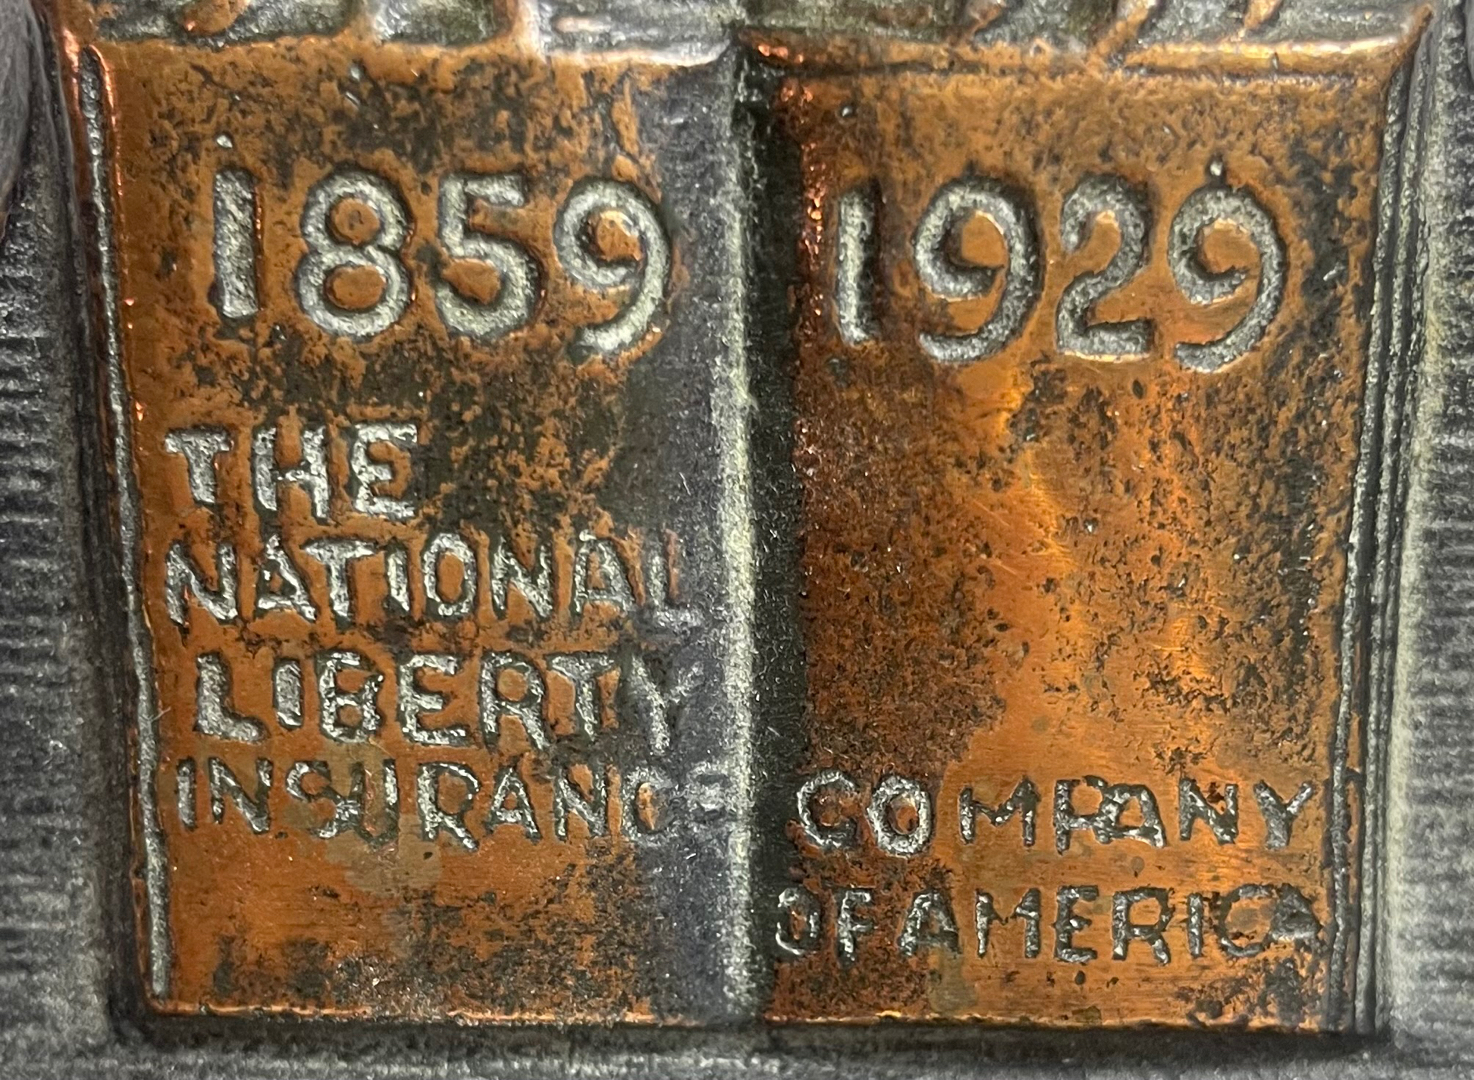 1859
THE
NATIONAL
LIBERTY
INSURANCE
1929
COMPANY
OF AMERICA